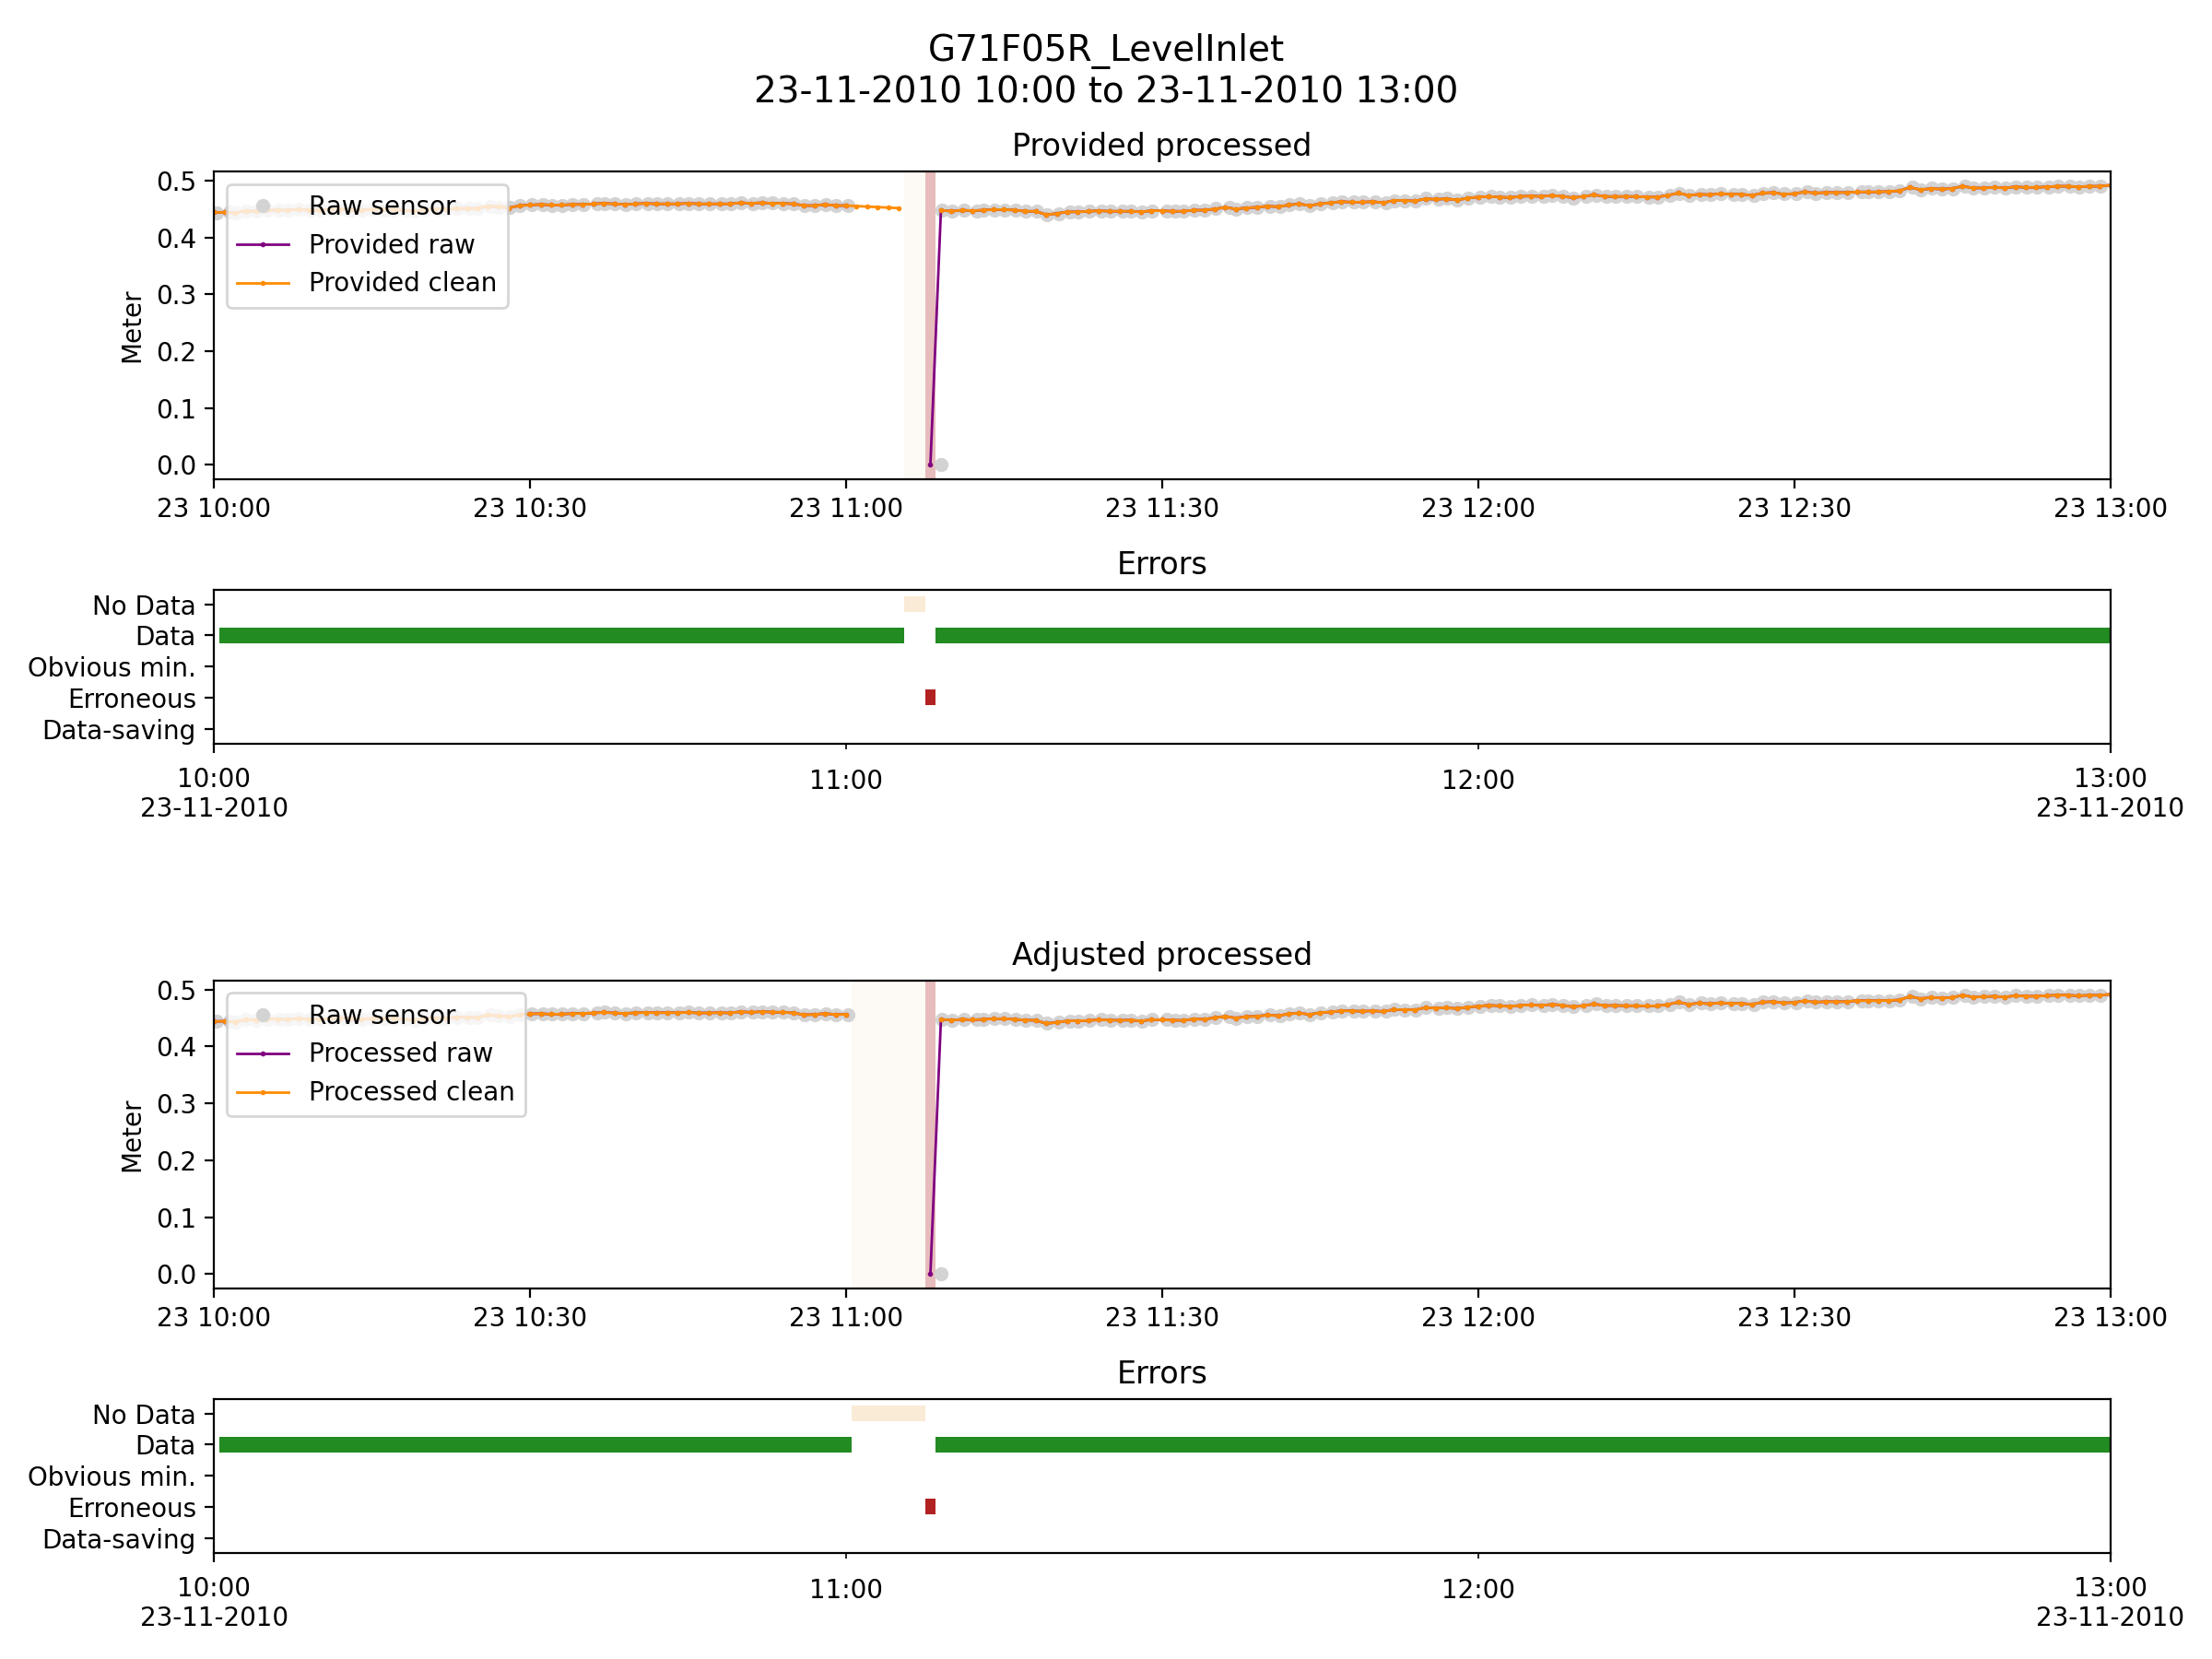 G71F05R_LevelInlet
23-11-2010 10:00 to 23-11-2010 13:00
Provided processed
Meter
0.5
0.4
0.3
0.2
0.1
0.0
Raw sensor
Provided raw
Provided clean
23 10:00 23 10:30 23 11:00 23 11:30 23 12:00 23 12:30 23 13:00
Errors
No Data
Data
Obvious min.
Erroneous
Data-saving
10:00 11:00 12:00 13:00
23-11-2010 23-11-2010
Adjusted processed
Meter
0.5
0.4
0.3
0.2
0.1
0.0
Raw sensor
Processed raw
Processed clean
23 10:00 23 10:30 23 11:00 23 11:30 23 12:00 23 12:30 23 13:00
Errors
No Data
Data
Obvious min.
Erroneous
Data-saving
10:00 11:00 12:00 13:00
23-11-2010 23-11-2010